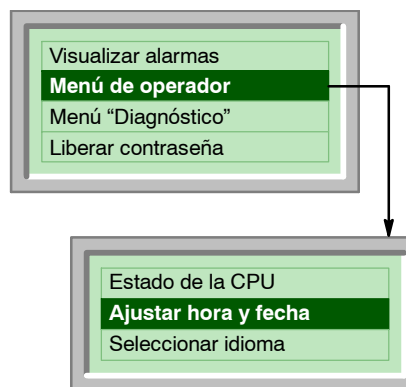 Visualizar alarmas
Menú de operador
Menú “Diagnóstico”
Liberar contraseña
Estado de la CPU
Ajustar hora y fecha
Seleccionar idioma